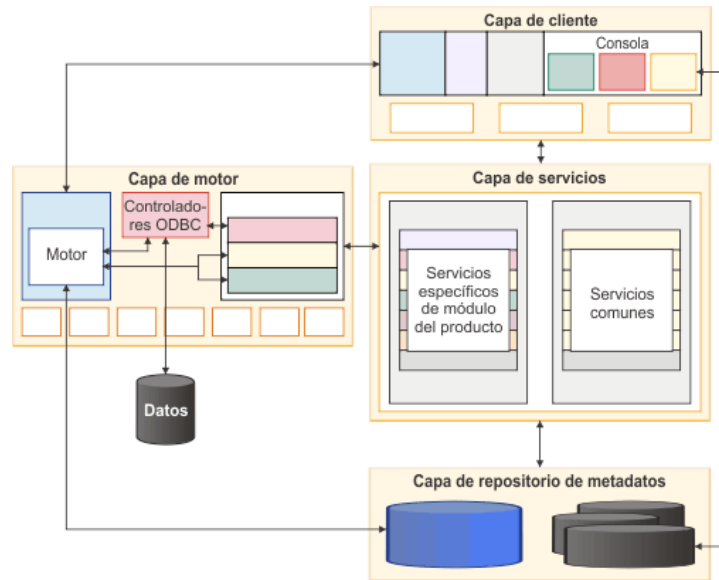 Capa de cliente
Consola
Capa de motor
Controlado-
res ODBC
Motor
Datos
Capa de servicios
Servicios
específicos
de módulo
del producto
Servicios
comunes
Capa de repositorio de metadatos